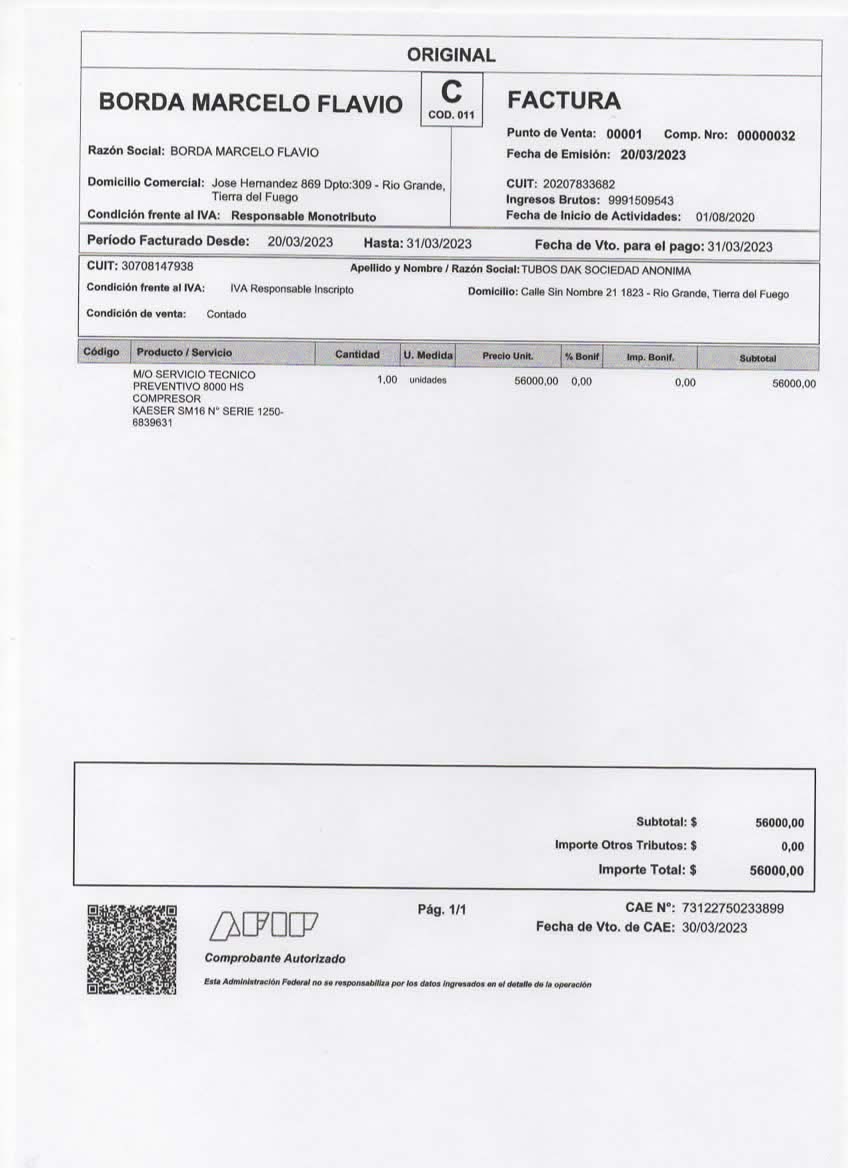 ORIGINAL
BORDA MARCELO FLAVIO
C
COD. 011
FACTURA
Punto de Venta: 00001 Comp. Nro: 00000032
Razón Social: BORDA MARCELO FLAVIO
Fecha de Emisión: 20/03/2023
Domicilio Comercial: Jose Hernandez 869 Dpto:309 - Rio Grande,
Tierra del Fuego
CUIT: 20207833682
Ingresos Brutos: 9991509543
Condición frente al IVA: Responsable Monotributo
Fecha de Inicio de Actividades: 01/08/2020
Período Facturado Desde: 20/03/2023 Hasta: 31/03/2023 Fecha de Vto. para el pago: 31/03/2023
CUIT: 30708147938 Apellido y Nombre / Razón Social: TUBOS DAK SOCIEDAD ANONIMA
Condición frente al IVA: IVA Responsable Inscripto Domicilio: Calle Sin Nombre 21 1823 - Rio Grande, Tierra del Fuego
Condición de venta: Contado
Código Producto / Servicio Cantidad U. Medida Precio Unit. % Bonif Imp. Bonif. Subtotal
M/O SERVICIO TECNICO 1,00 unidades 56000,00 0,00 0,00 56000,00
PREVENTIVO 8000 HS
COMPRESOR
KAESER SM16 N° SERIE 1250-
6839631
Subtotal: $ 56000,00
Importe Otros Tributos: $ 0,00
Importe Total: $ 56000,00
AFIP
Pág. 1/1
CAE N°: 73122750233899
Fecha de Vto. de CAE: 30/03/2023
Comprobante Autorizado
Esta Administración Federal no se responsabiliza por los datos ingresados en el detalle de la operación